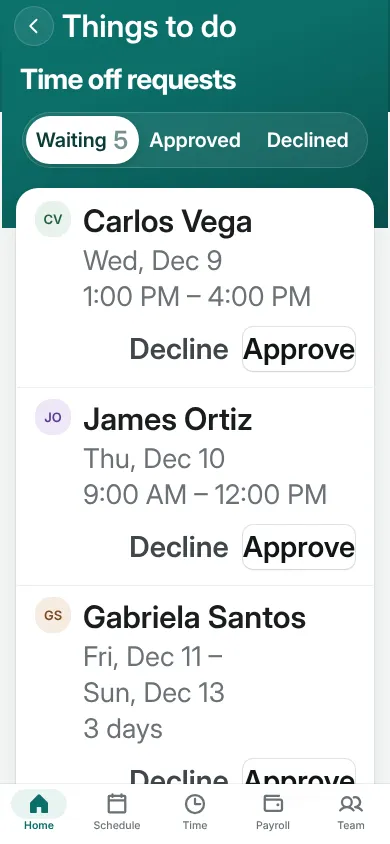 Things to do
Time off requests
Waiting 5 Approved Declined
CV Carlos Vega
Wed, Dec 9
1:00 PM – 4:00 PM
Decline Approve
JO James Ortiz
Thu, Dec 10
9:00 AM – 12:00 PM
Decline Approve
GS Gabriela Santos
Fri, Dec 11 –
Sun, Dec 13
3 days
Decline Approve
Home Schedule Time Payroll Team